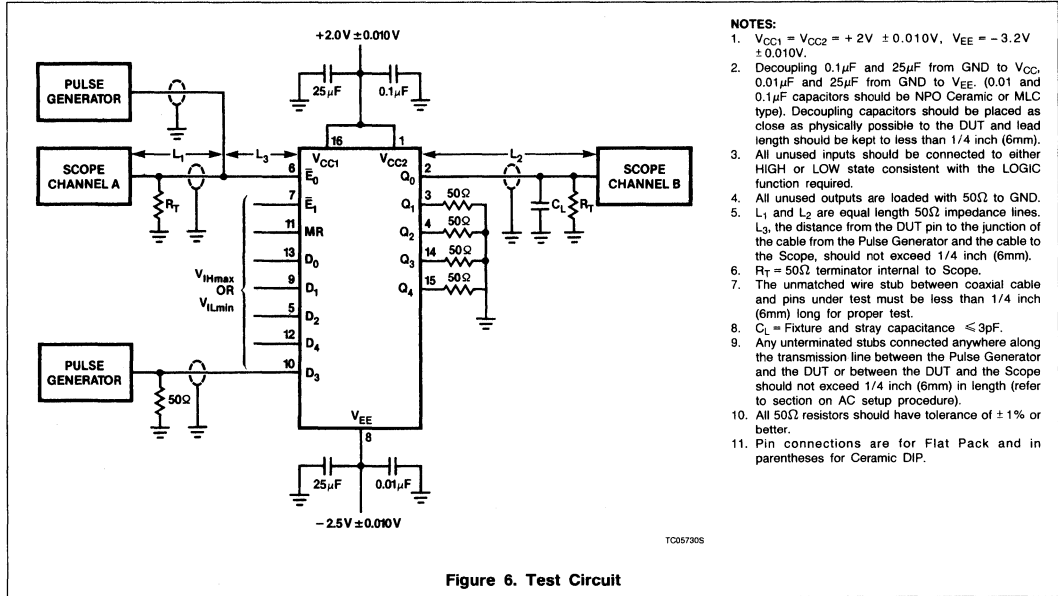 +2.0V ± 0.010V
25μF
0.1μF
PULSE
GENERATOR
SCOPE
CHANNEL A
L1
L3
RT
16
1
VCC1
VCC2
6
E̅0
7
E̅1
11
MR
13
D0
9
D1
5
D2
12
D4
10
D3
VIHmax
OR
VILmin
PULSE
GENERATOR
50Ω
2
Q0
3
Q1
50Ω
4
Q2
50Ω
14
Q3
50Ω
15
Q4
50Ω
L2
CL
RT
SCOPE
CHANNEL B
VEE
8
25μF
0.01μF
−2.5V ± 0.010V
TC05730S
NOTES:
1. VCC1 = VCC2 = +2V ±0.010V, VEE = −3.2V
±0.010V.
2. Decoupling 0.1μF and 25μF from GND to VCC,
0.01μF and 25μF from GND to VEE. (0.01 and
0.1μF capacitors should be NPO Ceramic or MLC
type). Decoupling capacitors should be placed as
close as physically possible to the DUT and lead
length should be kept to less than 1/4 inch (6mm).
3. All unused inputs should be connected to either
HIGH or LOW state consistent with the LOGIC
function required.
4. All unused outputs are loaded with 50Ω to GND.
5. L1 and L2 are equal length 50Ω impedance lines.
L3, the distance from the DUT pin to the junction of
the cable from the Pulse Generator and the cable to
the Scope, should not exceed 1/4 inch (6mm).
6. RT = 50Ω terminator internal to Scope.
7. The unmatched wire stub between coaxial cable
and pins under test must be less than 1/4 inch
(6mm) long for proper test.
8. CL = Fixture and stray capacitance ≤ 3pF.
9. Any unterminated stubs connected anywhere along
the transmission line between the Pulse Generator
and the DUT or between the DUT and the Scope
should not exceed 1/4 inch (6mm) in length (refer
to section on AC setup procedure).
10. All 50Ω resistors should have tolerance of ±1% or
better.
11. Pin connections are for Flat Pack and in
parentheses for Ceramic DIP.
Figure 6. Test Circuit